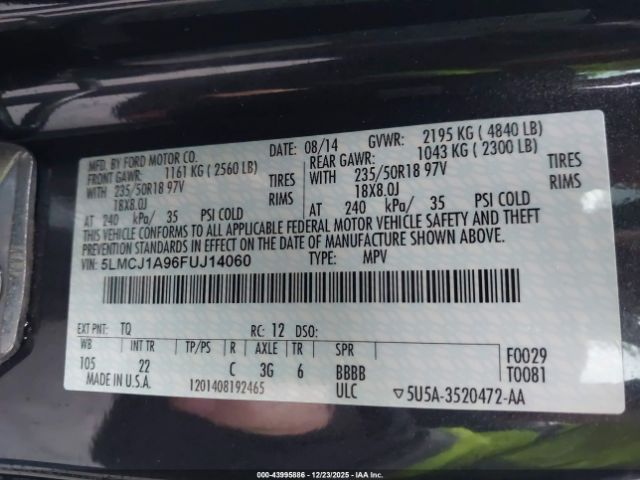 MFD. BY FORD MOTOR CO. DATE: 08/14 GVWR: 2195 KG ( 4840 LB)
FRONT GAWR: 1161 KG ( 2560 LB) REAR GAWR: 1043 KG ( 2300 LB)
WITH 235/50R18 97V TIRES WITH 235/50R18 97V TIRES
18X8.0J RIMS 18X8.0J RIMS
AT 240 kPa/ 35 PSI COLD AT 240 kPa/ 35 PSI COLD
THIS VEHICLE CONFORMS TO ALL APPLICABLE FEDERAL MOTOR VEHICLE SAFETY AND THEFT
PREVENTION STANDARDS IN EFFECT ON THE DATE OF MANUFACTURE SHOWN ABOVE.
VIN: 5LMCJ1A96FUJ14060 TYPE: MPV
EXT PNT: TQ RC: 12 DSO:
WB INT TR TP/PS R AXLE TR SPR F0029
105 22 C 3G 6 BBBB T0081
MADE IN U.S.A. 1201408192465 ULC ▽5U5A-3520472-AA
000-43995886 - 12/23/2025 - IAA Inc.